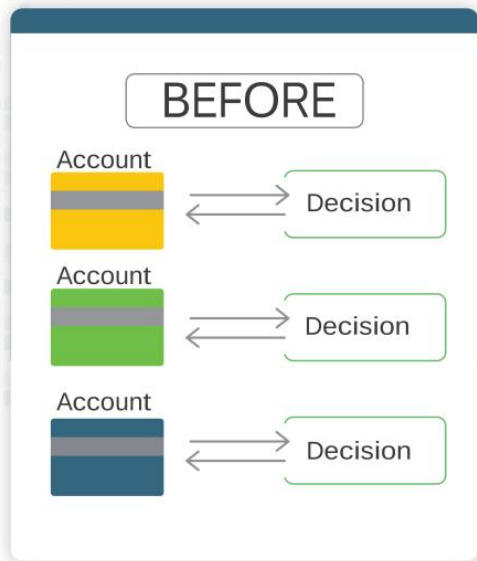 BEFORE
Account
Decision
Account
Decision
Account
Decision